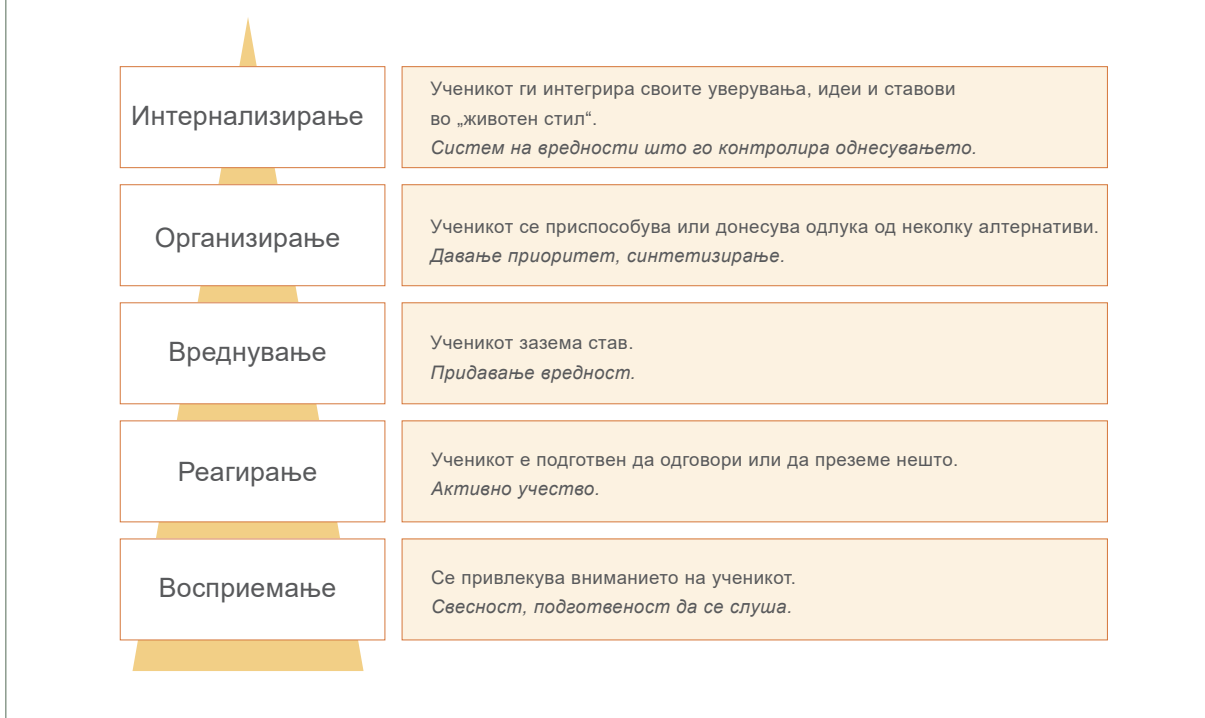 Интернализирање
Ученикот ги интегрира своите уверувања, идеи и ставови
во „животен стил“.
Систем на вредности што го контролира однесувањето.
Организирање
Ученикот се приспособува или донесува одлука од неколку алтернативи.
Давање приоритет, синтетизирање.
Вреднување
Ученикот зазема став.
Придавање вредност.
Реагирање
Ученикот е подготвен да одговори или да преземе нешто.
Активно учество.
Восприемање
Се привлекува вниманието на ученикот.
Свесност, подготвеност да се слуша.